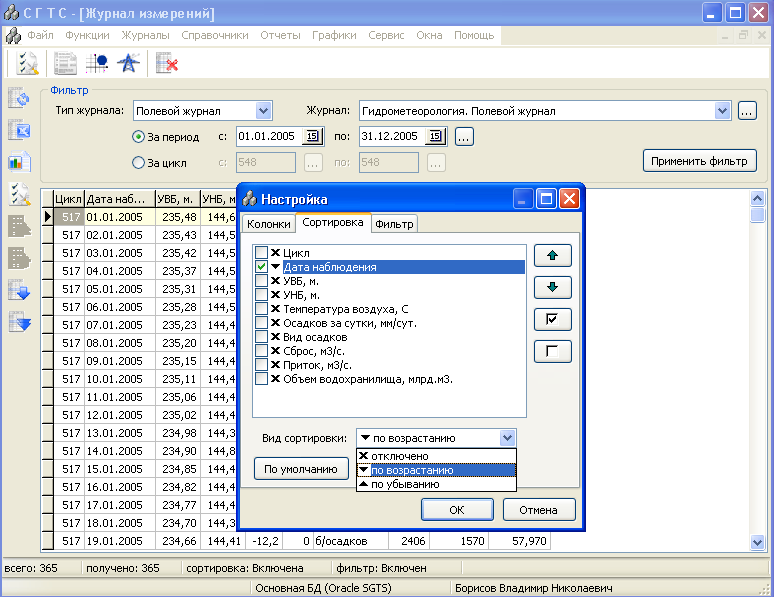 С Г Т С - [Журнал измерений]
Файл Функции Журналы Справочники Отчеты Графики Сервис Окна Помощь
Фильтр
Тип журнала: Полевой журнал Журнал: Гидрометеорология. Полевой журнал ...
За период с: 01.01.2005 15 по: 31.12.2005 15 ...
За цикл с: 548 ... по: 548 ...
Применить фильтр
Цикл Дата наб... УВБ, м. УНБ, м
517 01.01.2005 235,48 144,6
517 02.01.2005 235,43 144,5
517 03.01.2005 235,42 144,5
517 04.01.2005 235,37 144,5
517 05.01.2005 235,31 144,5
517 06.01.2005 235,28 144,5
517 07.01.2005 235,23 144,4
517 08.01.2005 235,20 144,4
517 09.01.2005 235,15 144,4
517 10.01.2005 235,11 144,4
517 11.01.2005 235,06 144,4
517 12.01.2005 235,02 144,4
517 13.01.2005 234,98 144,3
517 14.01.2005 234,90 144,8
517 15.01.2005 234,85 144,4
517 16.01.2005 234,82 144,4
517 17.01.2005 234,77 144,4
517 18.01.2005 234,70 144,3
517 19.01.2005 234,66 144,41 -12,2 0 б/осадков 2406 1570 57,970
Настройка
Колонки Сортировка Фильтр
Цикл
Дата наблюдения
УВБ, м.
УНБ, м.
Температура воздуха, С
Осадков за сутки, мм/сут.
Вид осадков
Сброс, м3/с.
Приток, м3/с.
Объем водохранилища, млрд.м3.
Вид сортировки: по возрастанию
отключено
По умолчанию по возрастанию
по убыванию
ОК Отмена
всего: 365 получено: 365 сортировка: Включена фильтр: Включен
Основная БД (Oracle SGTS) Борисов Владимир Николаевич